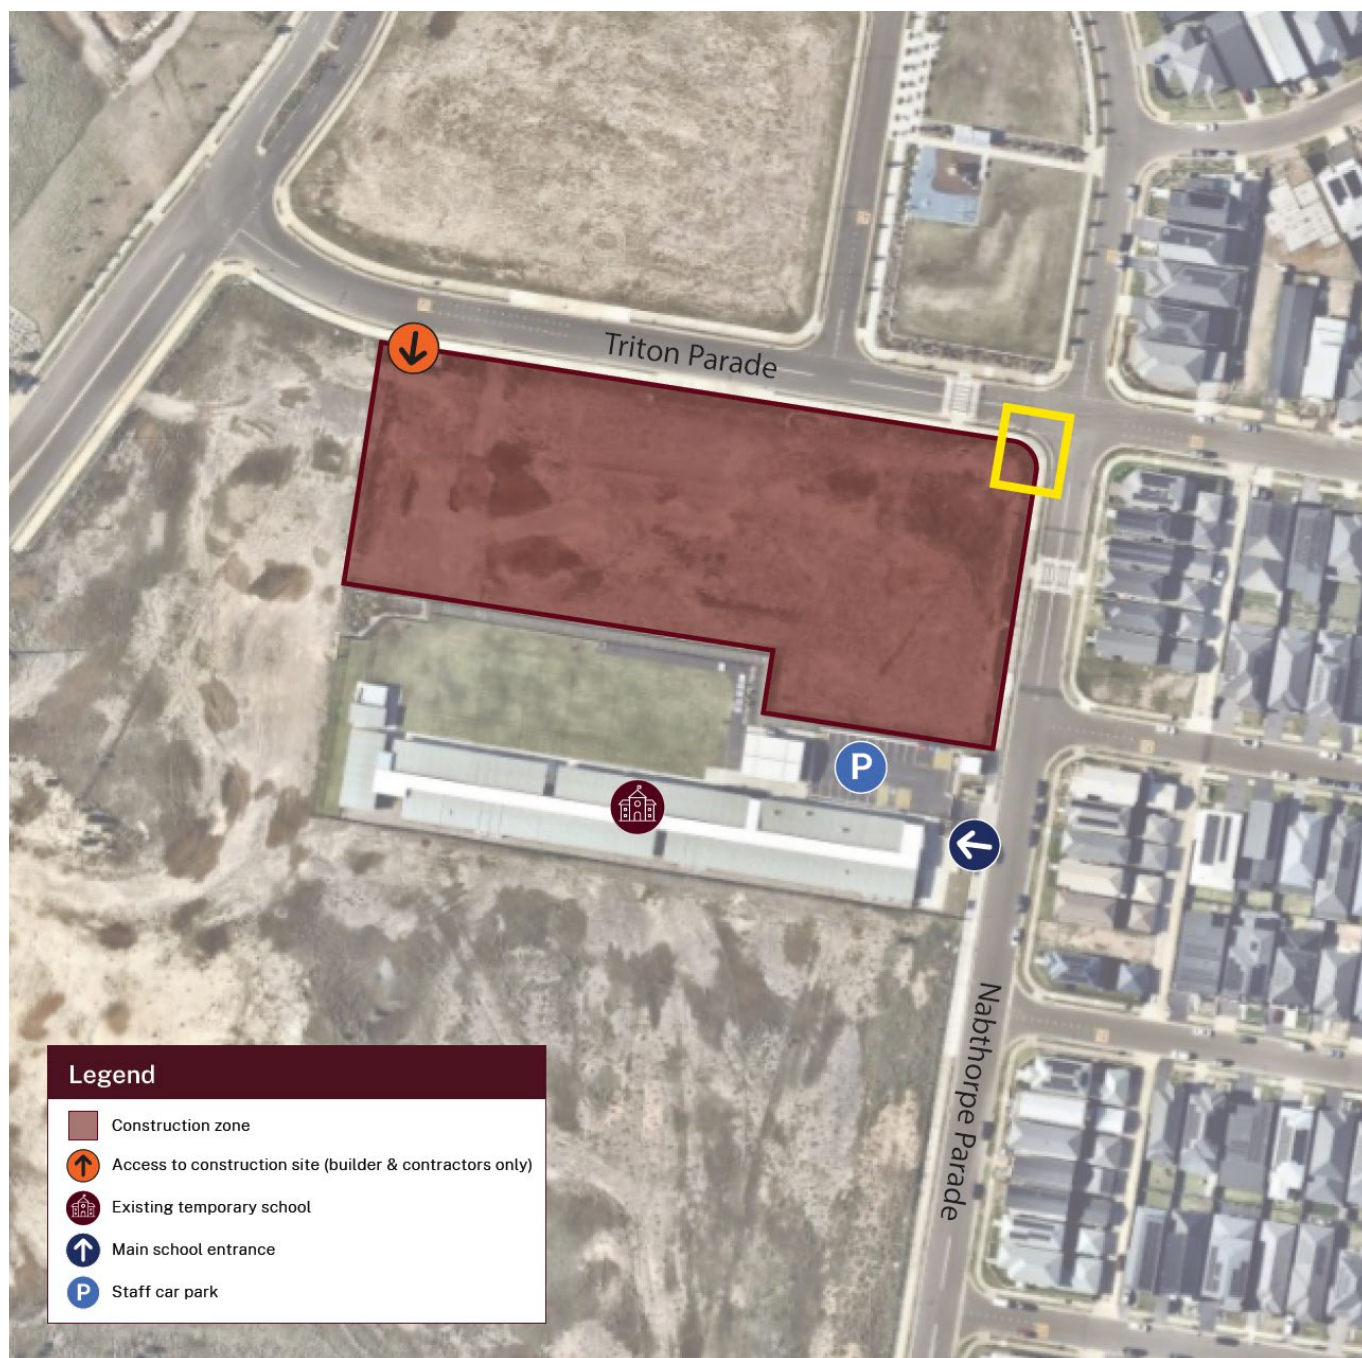 Triton Parade
P
Nabthorpe Parade
Legend
Construction zone
Access to construction site (builder & contractors only)
Existing temporary school
Main school entrance
P Staff car park